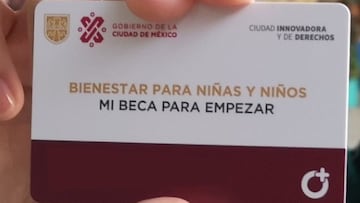 GOBIERNO DE LA
CIUDAD DE MÉXICO
CIUDAD INNOVADORA
Y DE DERECHOS
BIENESTAR PARA NIÑAS Y NIÑOS
MI BECA PARA EMPEZAR